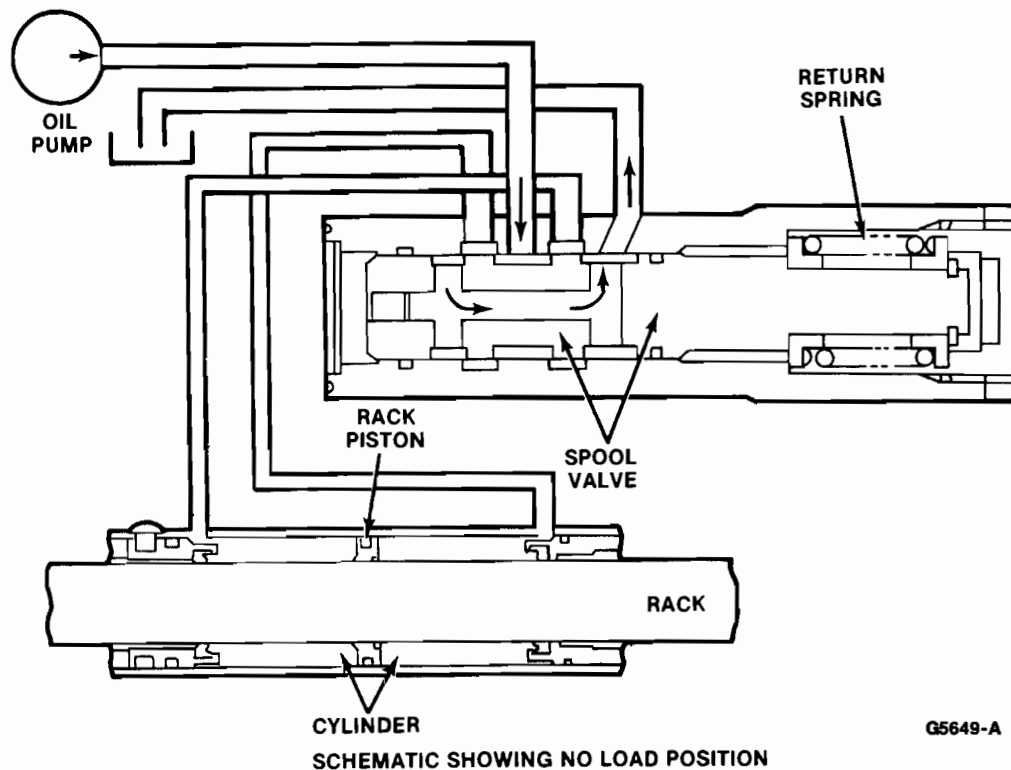 OIL
PUMP
RETURN
SPRING
RACK
PISTON
SPOOL
VALVE
RACK
CYLINDER
G5649-A
SCHEMATIC SHOWING NO LOAD POSITION